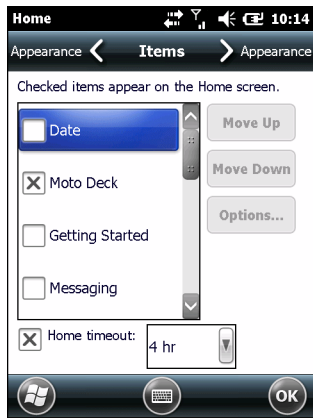 Home 10:14
Appearance Items Appearance
Checked items appear on the Home screen.
Date
Moto Deck
Getting Started
Messaging
Move Up
Move Down
Options...
Home timeout: 4 hr
OK